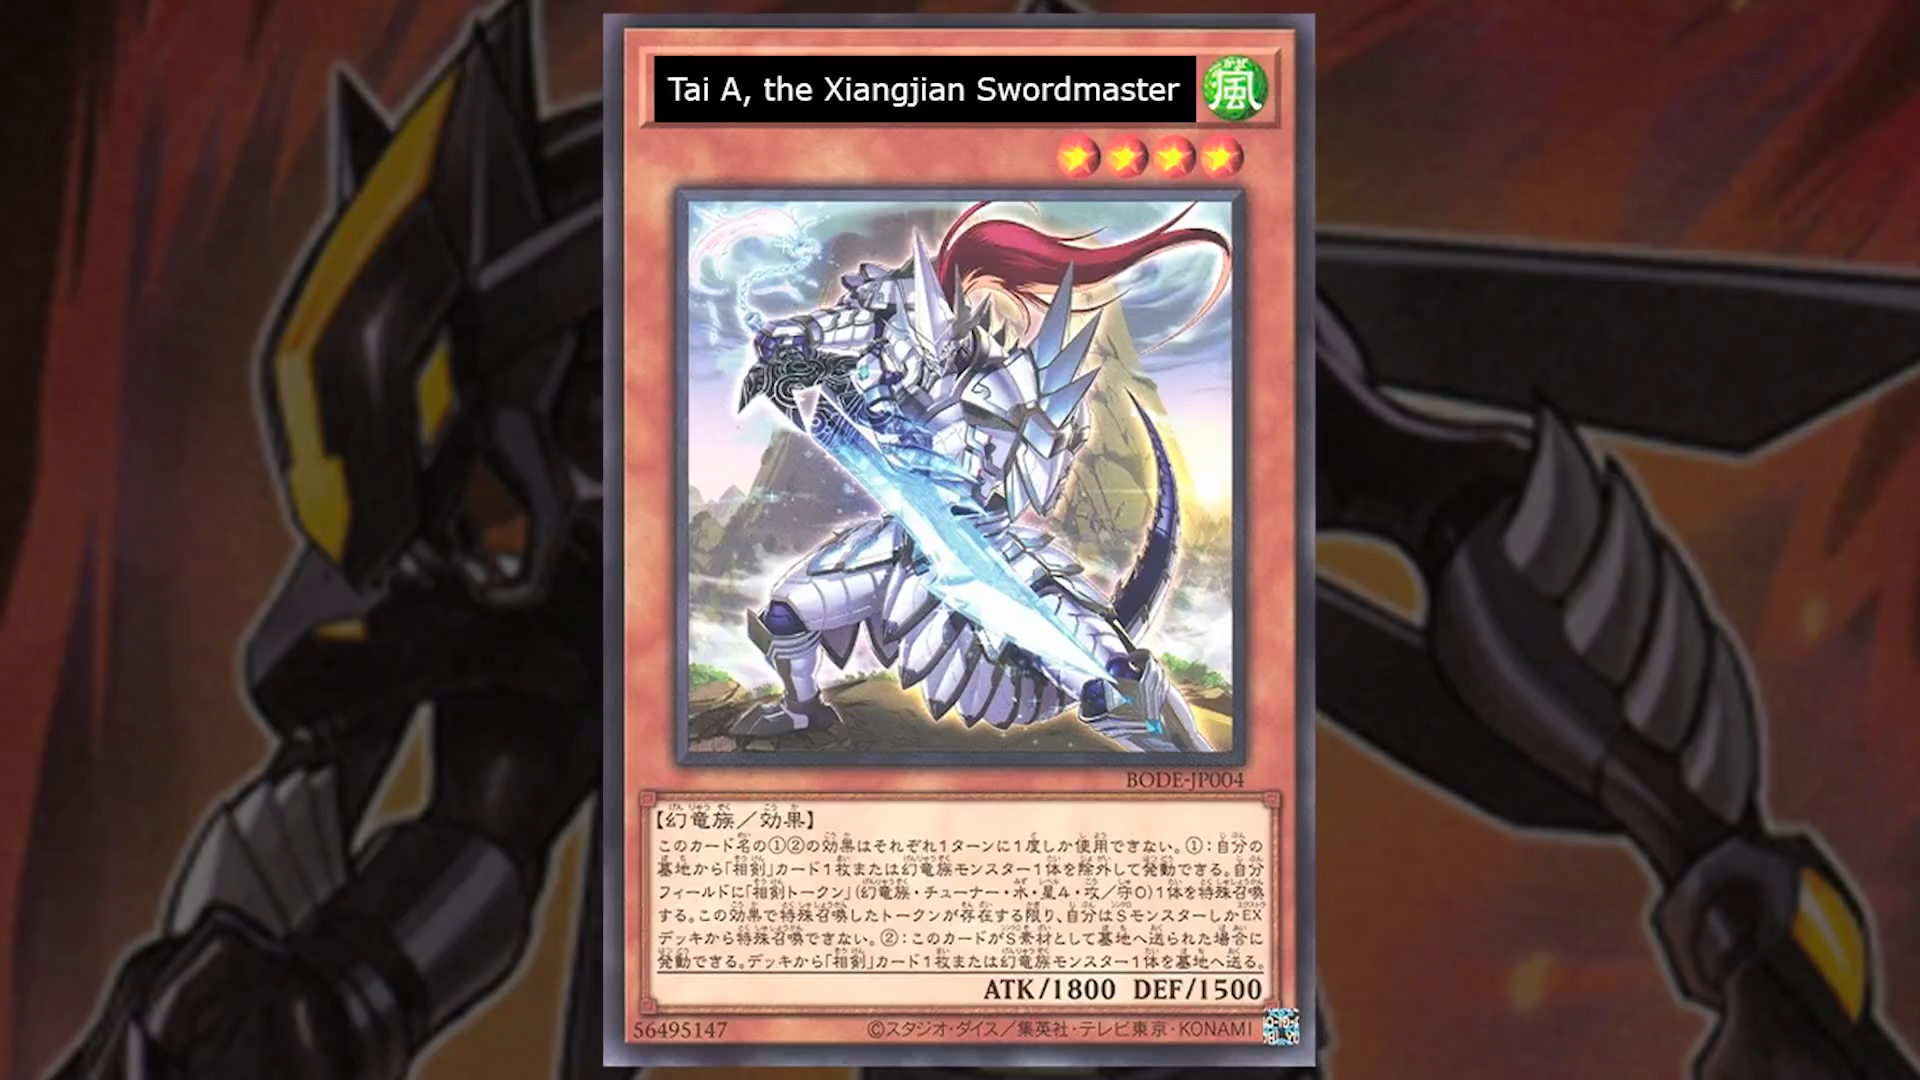 Tai A, the Xiangjian Swordmaster
風
BODE-JP004
【幻竜族／効果】
このカード名の①②の効果はそれぞれ１ターンに１度しか使用できない。①：自分の
墓地から「相剣」カード１枚または幻竜族モンスター１体を除外して発動できる。自分
フィールドに「相剣トークン」(幻竜族・チューナー・水・星４・攻／守０)１体を特殊召喚
する。この効果で特殊召喚したトークンが存在する限り、自分はＳモンスターしかEX
デッキから特殊召喚できない。②：このカードがＳ素材として墓地へ送られた場合に
発動できる。デッキから「相剣」カード１枚または幻竜族モンスター１体を墓地へ送る。
ATK/1800 DEF/1500
56495147 ©スタジオ・ダイス／集英社・テレビ東京・KONAMI